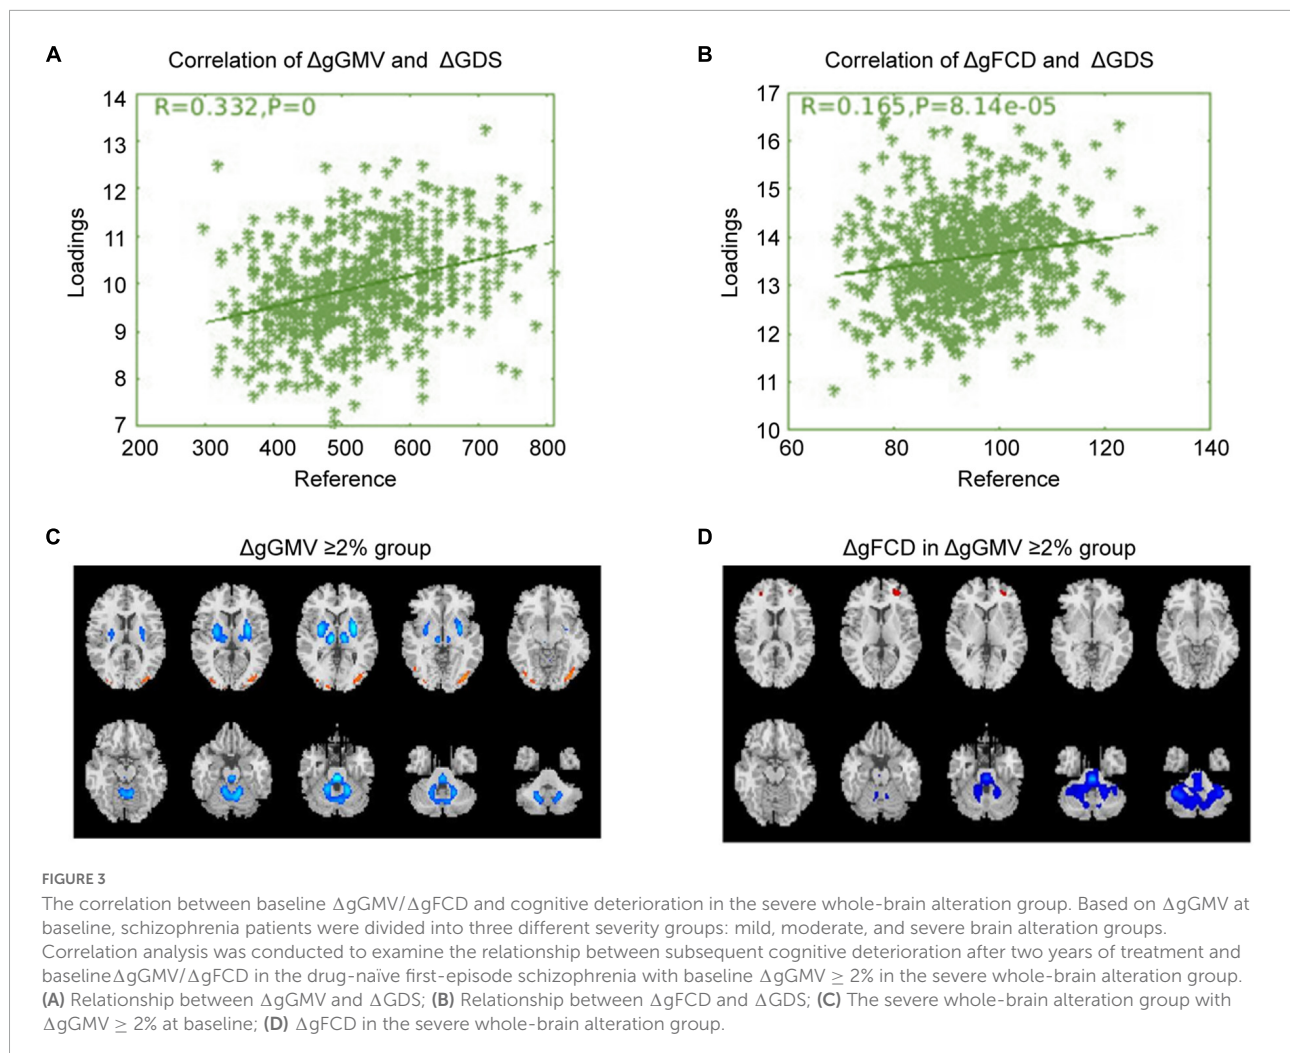 A
Correlation of ΔgGMV and ΔGDS
R=0.332,P=0
14
13
12
11
10
9
8
7
Loadings
200 300 400 500 600 700 800
Reference
B
Correlation of ΔgFCD and ΔGDS
R=0.165,P=8.14e-05
17
16
15
14
13
12
11
10
Loadings
60 80 100 120 140
Reference
C
ΔgGMV ≥2% group
D
ΔgFCD in ΔgGMV ≥2% group
FIGURE 3
The correlation between baseline ΔgGMV/ΔgFCD and cognitive deterioration in the severe whole-brain alteration group. Based on ΔgGMV at
baseline, schizophrenia patients were divided into three different severity groups: mild, moderate, and severe brain alteration groups.
Correlation analysis was conducted to examine the relationship between subsequent cognitive deterioration after two years of treatment and
baselineΔgGMV/ΔgFCD in the drug-naïve first-episode schizophrenia with baseline ΔgGMV ≥ 2% in the severe whole-brain alteration group.
(A) Relationship between ΔgGMV and ΔGDS; (B) Relationship between ΔgFCD and ΔGDS; (C) The severe whole-brain alteration group with
ΔgGMV ≥ 2% at baseline; (D) ΔgFCD in the severe whole-brain alteration group.